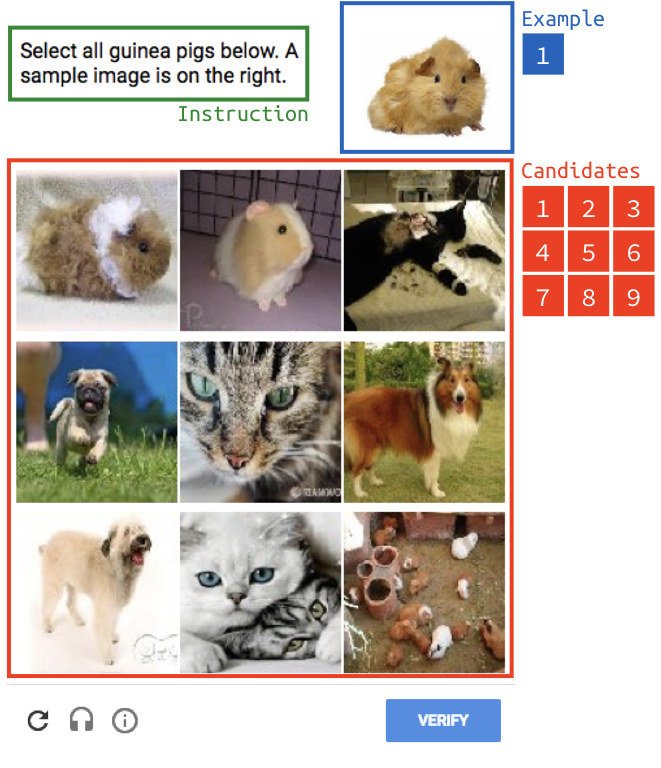 Select all guinea pigs below. A
sample image is on the right.
Instruction
Example
1
Candidates
1 2 3
4 5 6
7 8 9
VERIFY